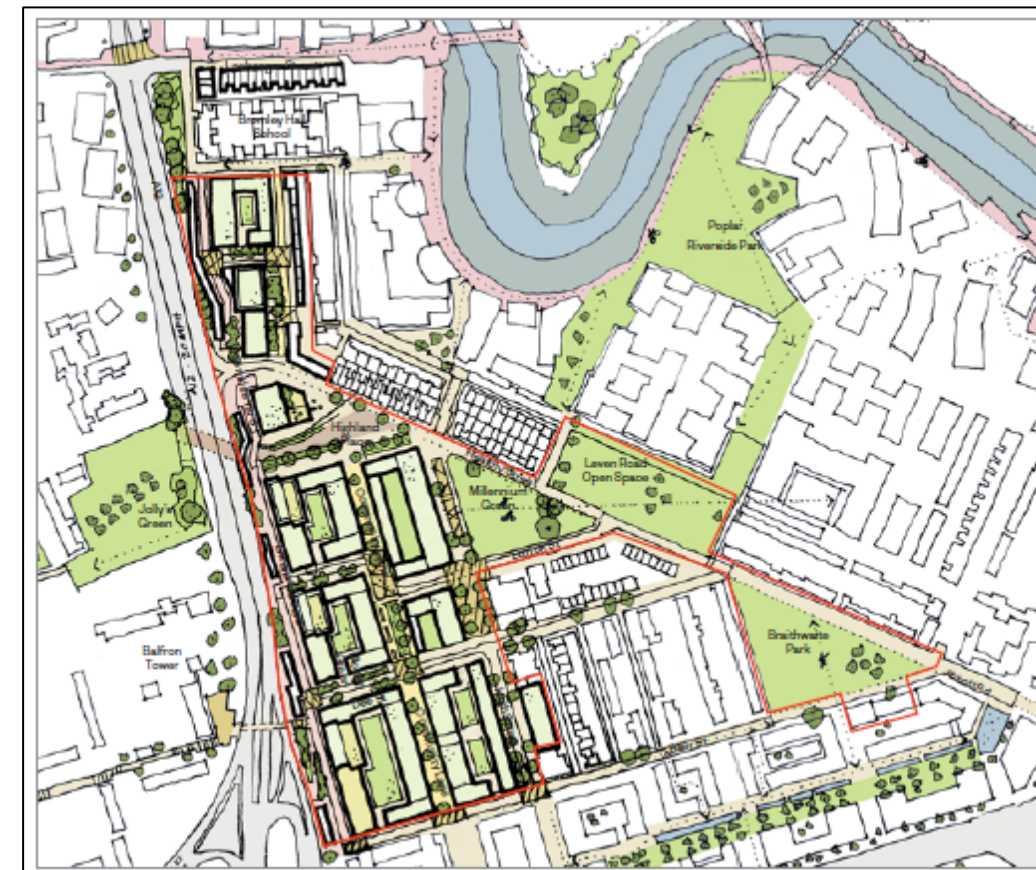 Bromley Hall
School
A12
Poplar
Riverside Park
Highland
Place
Leven Road
Open Space
Millennium
Green
Jolly's
Green
Balfron
Tower
Braithwaite
Park